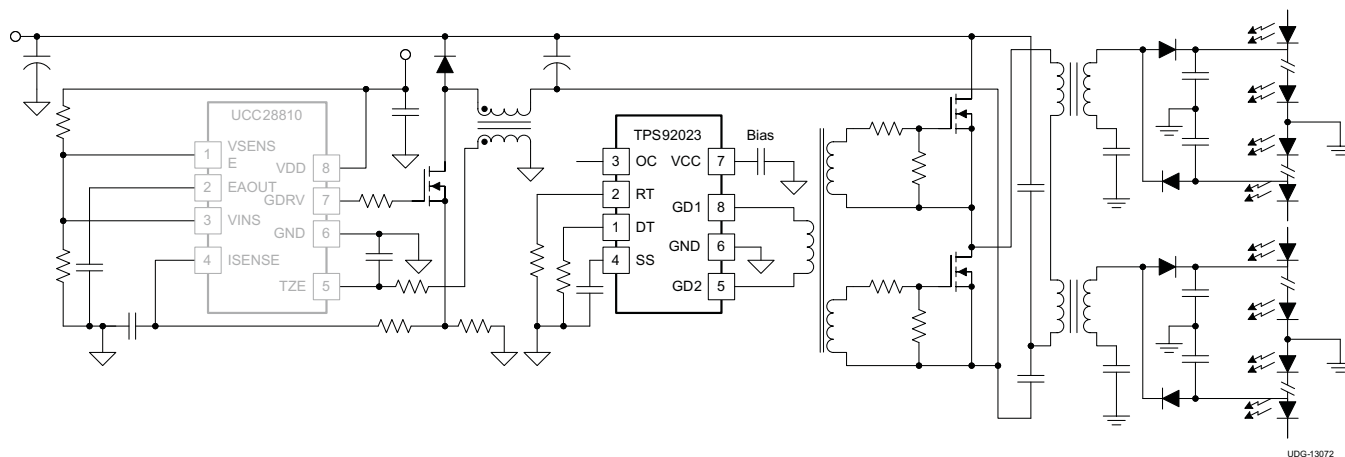 UCC28810
1
VSENS
E
VDD
8
2
EAOUT
GDRV
7
3
VINS
GND
6
4
ISENSE
TZE
5
TPS92023
Bias
3
OC
VCC
7
2
RT
GD1
8
1
DT
GND
6
4
SS
GD2
5
UDG-13072